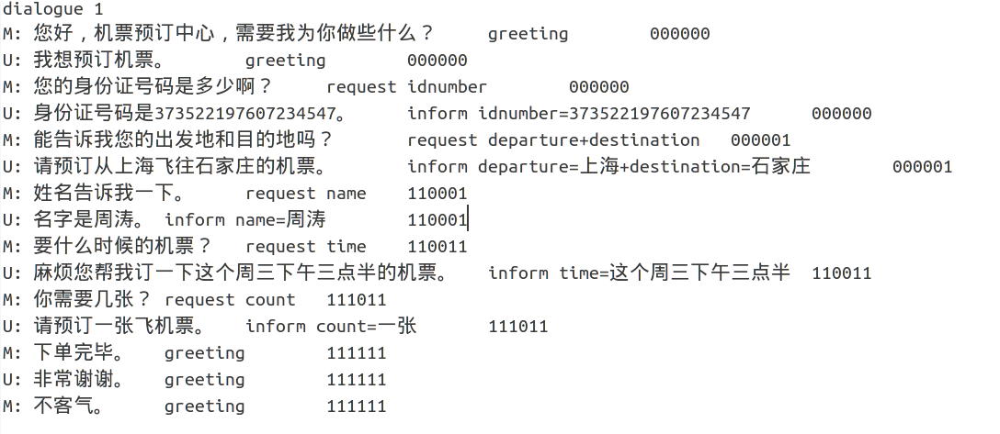 dialogue 1
M: 您好，机票预订中心，需要我为你做些什么？ greeting 000000
U: 我想预订机票。 greeting 000000
M: 您的身份证号码是多少啊？ request idnumber 000000
U: 身份证号码是373522197607234547。 inform idnumber=373522197607234547 000000
M: 能告诉我您的出发地和目的地吗？ request departure+destination 000001
U: 请预订从上海飞往石家庄的机票。 inform departure=上海+destination=石家庄 000001
M: 姓名告诉我一下。 request name 110001
U: 名字是周涛。 inform name=周涛 110001
M: 要什么时候的机票？ request time 110011
U: 麻烦您帮我订一下这个周三下午三点半的机票。 inform time=这个周三下午三点半 110011
M: 你需要几张？ request count 111011
U: 请预订一张飞机票。 inform count=一张 111011
M: 下单完毕。 greeting 111111
U: 非常谢谢。 greeting 111111
M: 不客气。 greeting 111111